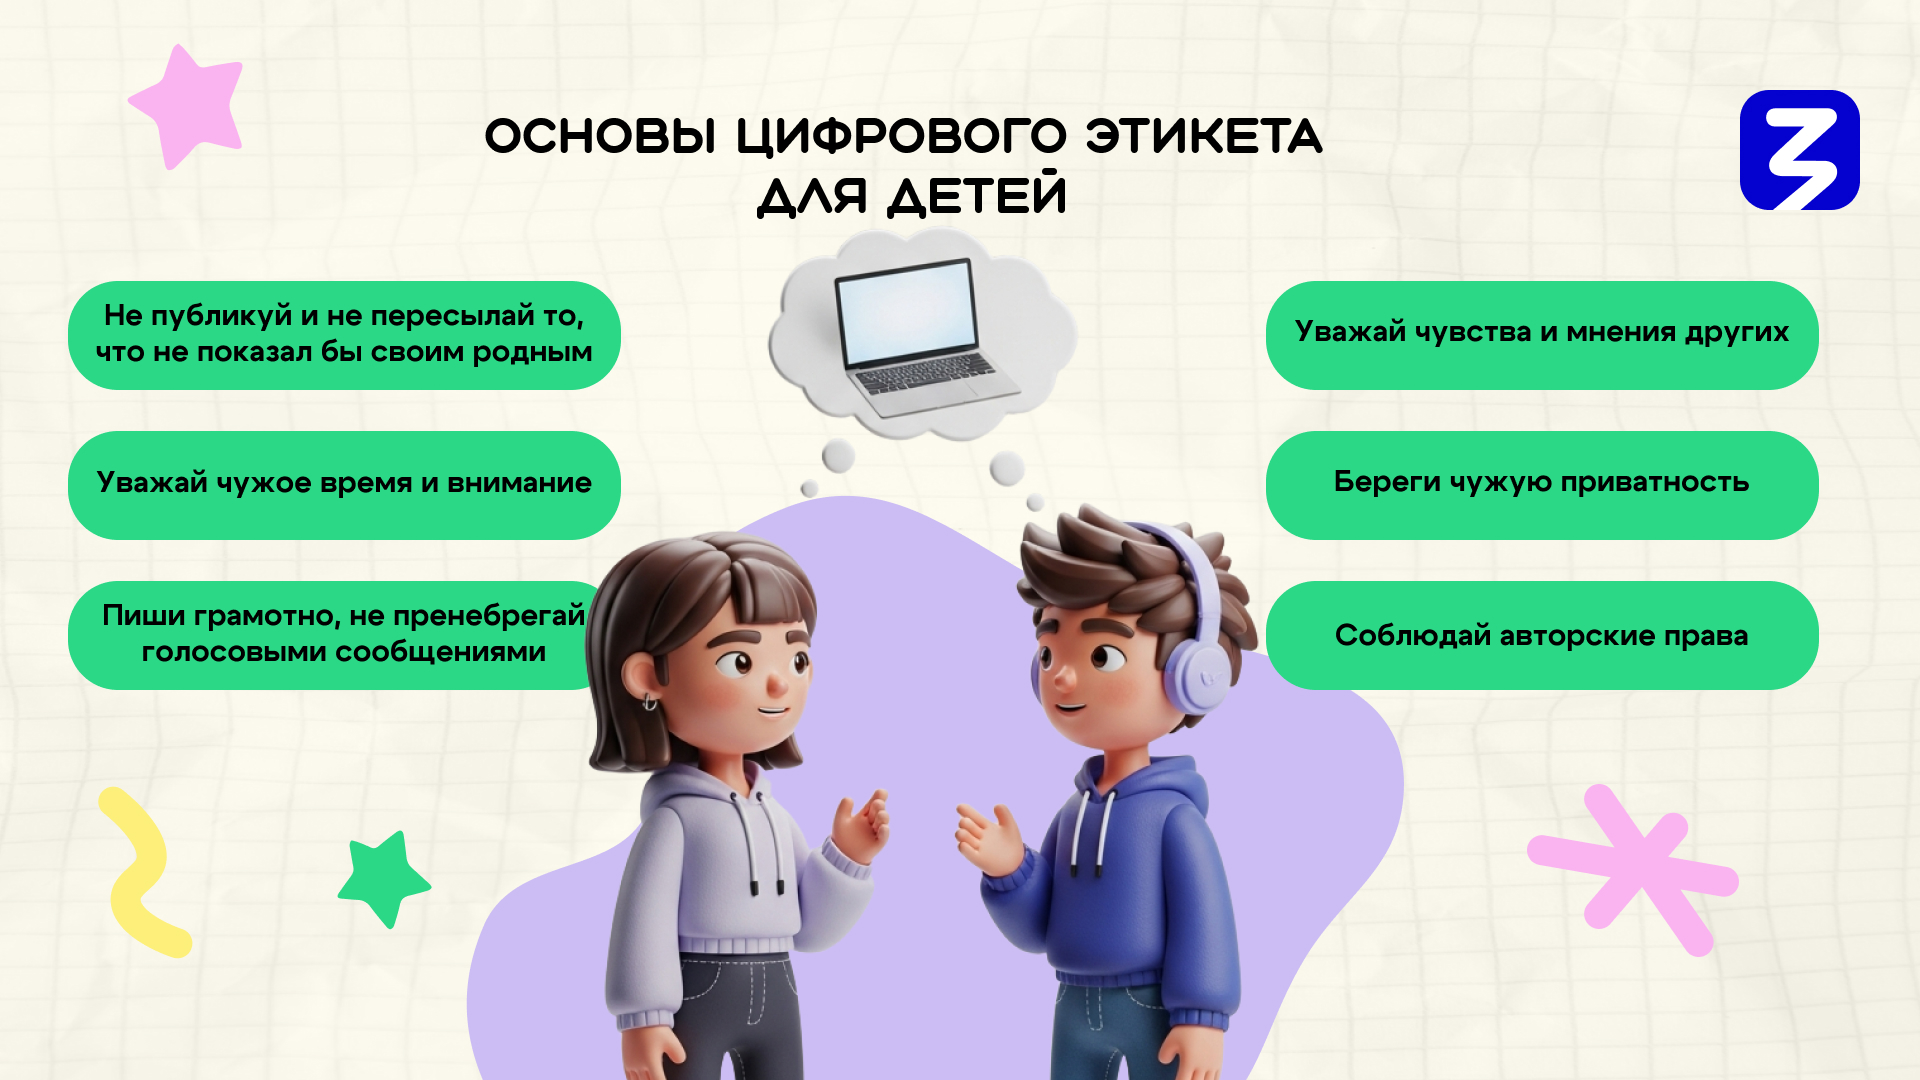 ОСНОВЫ ЦИФРОВОГО ЭТИКЕТА
ДЛЯ ДЕТЕЙ
Не публикуй и не пересылай то,
что не показал бы своим родным
Уважай чужое время и внимание
Пиши грамотно, не пренебрегай
голосовыми сообщениями
Уважай чувства и мнения других
Береги чужую приватность
Соблюдай авторские права